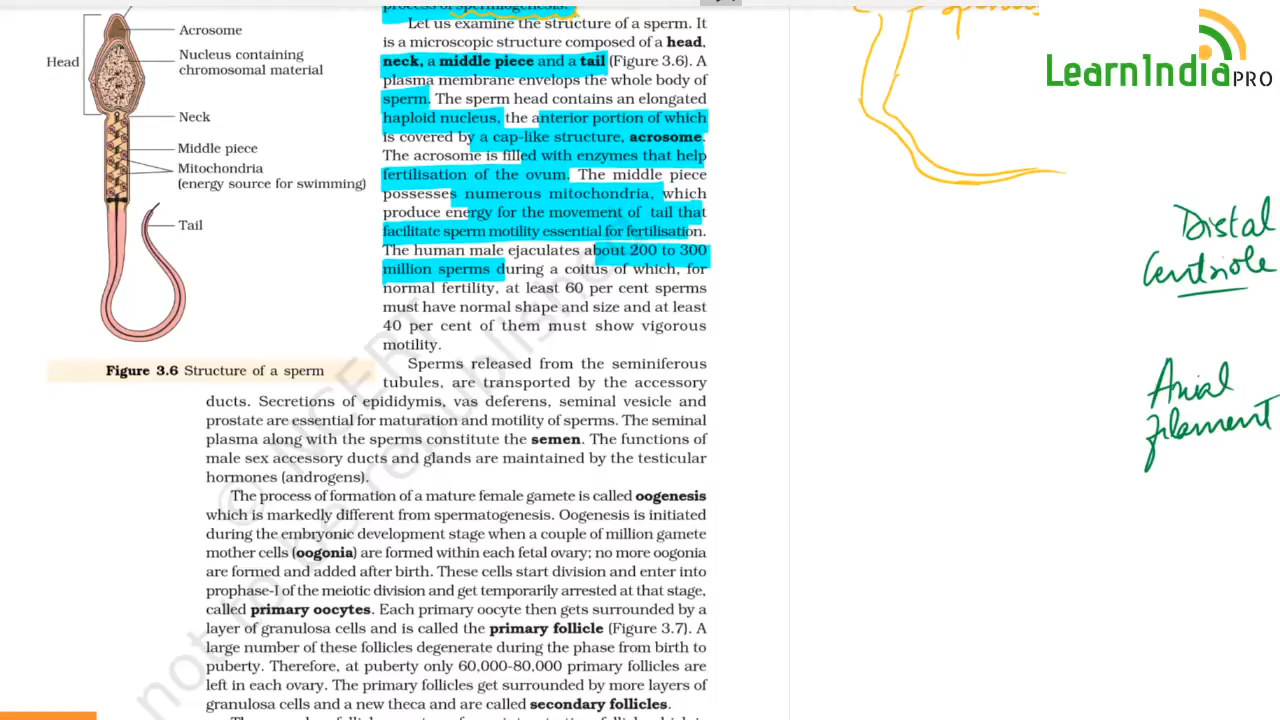 process of spermiogenesis.
Let us examine the structure of a sperm. It
is a microscopic structure composed of a head,
neck, a middle piece and a tail (Figure 3.6). A
plasma membrane envelops the whole body of
sperm. The sperm head contains an elongated
haploid nucleus, the anterior portion of which
is covered by a cap-like structure, acrosome.
The acrosome is filled with enzymes that help
fertilisation of the ovum. The middle piece
possesses numerous mitochondria, which
produce energy for the movement of tail that
facilitate sperm motility essential for fertilisation.
The human male ejaculates about 200 to 300
million sperms during a coitus of which, for
normal fertility, at least 60 per cent sperms
must have normal shape and size and at least
40 per cent of them must show vigorous
motility.
Acrosome
Head
Nucleus containing
chromosomal material
Neck
Middle piece
Mitochondria
(energy source for swimming)
Tail
Figure 3.6 Structure of a sperm
Sperms released from the seminiferous
tubules, are transported by the accessory
ducts. Secretions of epididymis, vas deferens, seminal vesicle and
prostate are essential for maturation and motility of sperms. The seminal
plasma along with the sperms constitute the semen. The functions of
male sex accessory ducts and glands are maintained by the testicular
hormones (androgens).
The process of formation of a mature female gamete is called oogenesis
which is markedly different from spermatogenesis. Oogenesis is initiated
during the embryonic development stage when a couple of million gamete
mother cells (oogonia) are formed within each fetal ovary; no more oogonia
are formed and added after birth. These cells start division and enter into
prophase-I of the meiotic division and get temporarily arrested at that stage,
called primary oocytes. Each primary oocyte then gets surrounded by a
layer of granulosa cells and is called the primary follicle (Figure 3.7). A
large number of these follicles degenerate during the phase from birth to
puberty. Therefore, at puberty only 60,000-80,000 primary follicles are
left in each ovary. The primary follicles get surrounded by more layers of
granulosa cells and a new theca and are called secondary follicles.
© NCERT
not to be republished
LearnIndia PRO
Distal
Centriole
Axial
filament